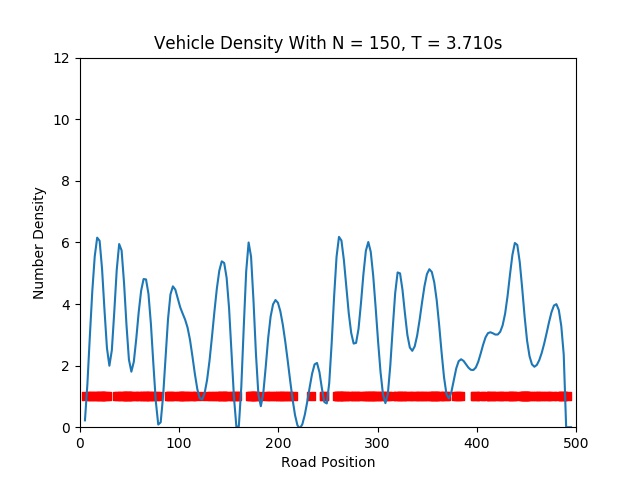 Vehicle Density With N = 150, T = 3.710s
12
10
8
6
4
2
0
Number Density
0 100 200 300 400 500
Road Position